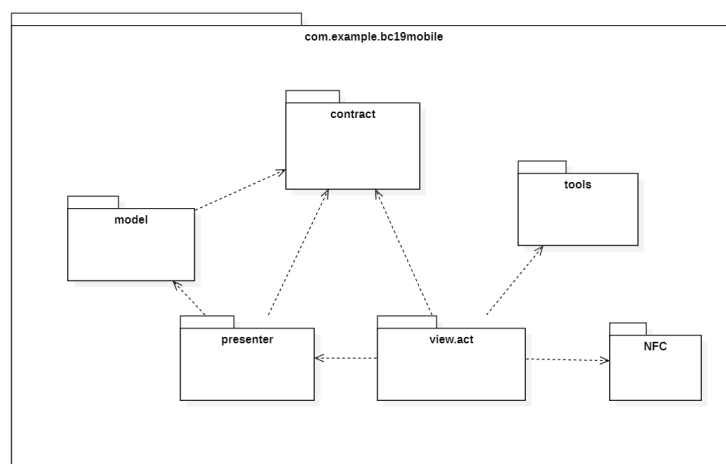 com.example.bc19mobile
contract
tools
model
presenter
view.act
NFC